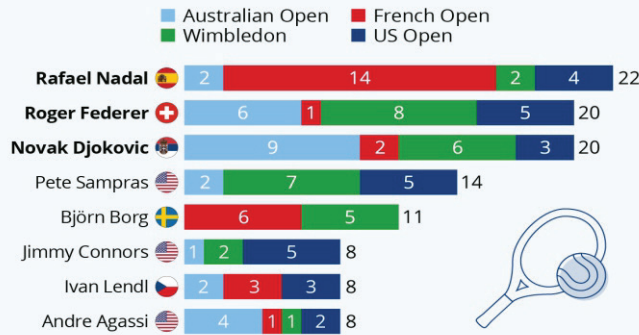 Australian Open French Open
Wimbledon US Open
Rafael Nadal 2 14 2 4 22
Roger Federer 6 1 8 5 20
Novak Djokovic 9 2 6 3 20
Pete Sampras 2 7 5 14
Björn Borg 6 5 11
Jimmy Connors 1 2 5 8
Ivan Lendl 2 3 3 8
Andre Agassi 4 1 1 2 8